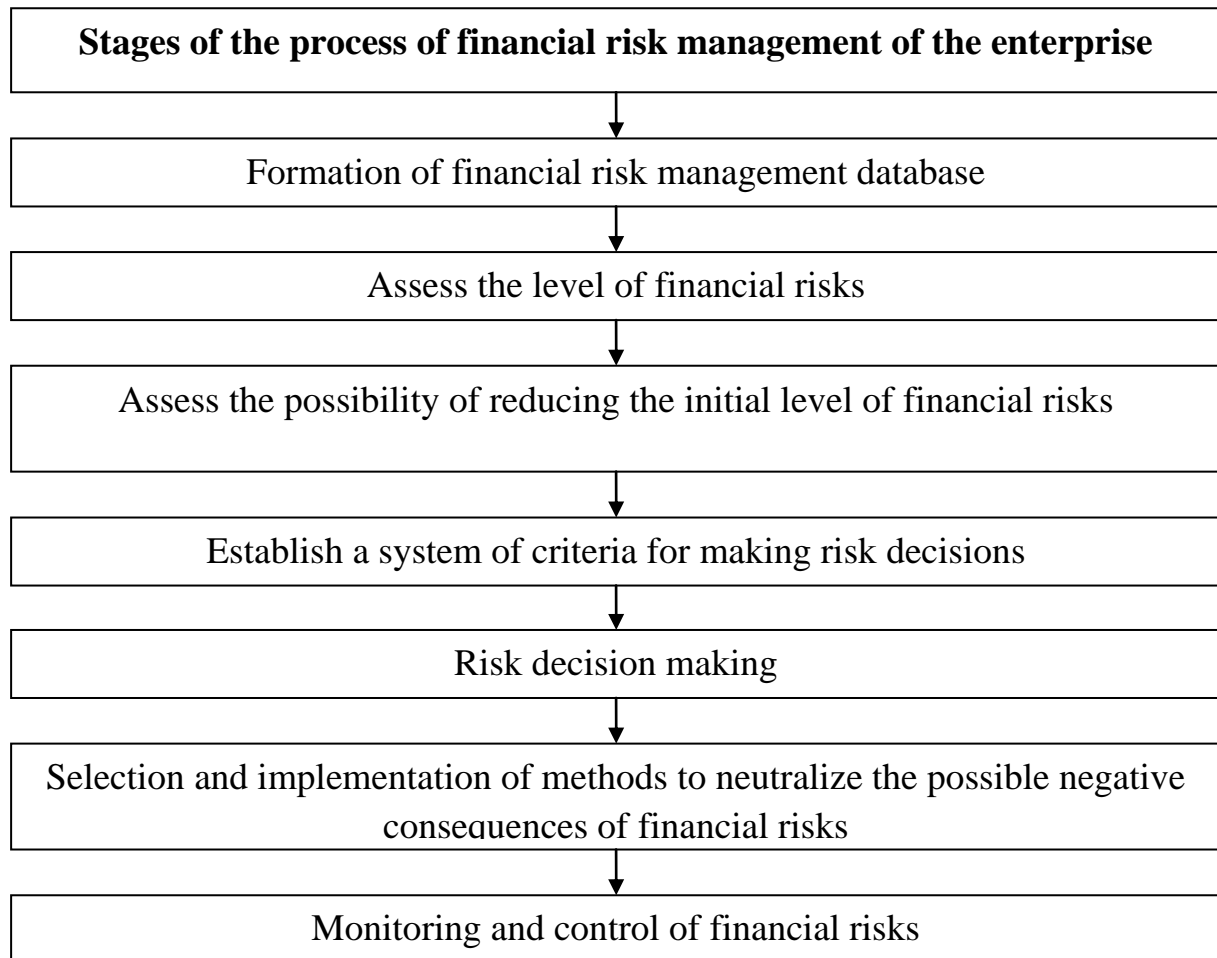 Stages of the process of financial risk management of the enterprise
Formation of financial risk management database
Assess the level of financial risks
Assess the possibility of reducing the initial level of financial risks
Establish a system of criteria for making risk decisions
Risk decision making
Selection and implementation of methods to neutralize the possible negative
consequences of financial risks
Monitoring and control of financial risks